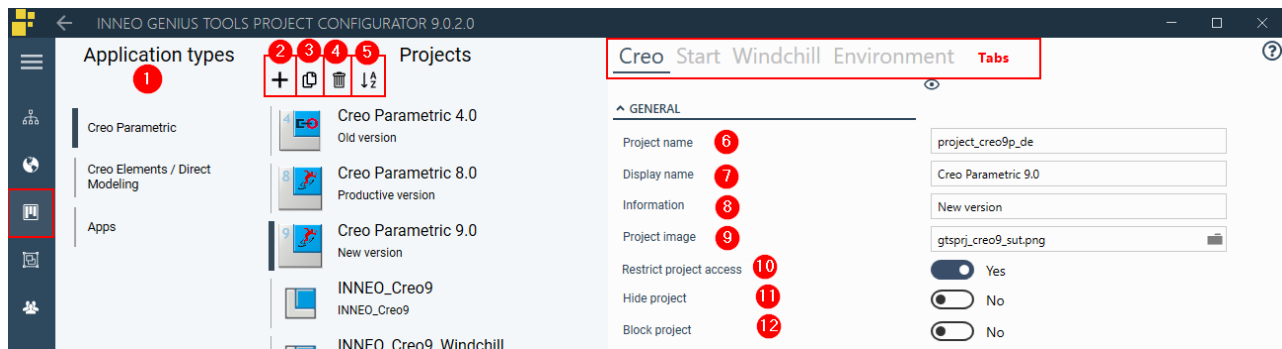 INNEO GENIUS TOOLS PROJECT CONFIGURATOR 9.0.2.0
Application types
1
Creo Parametric
Creo Elements / Direct
Modeling
Apps
2 3 4 5
Projects
Creo Parametric 4.0
Old version
Creo Parametric 8.0
Productive version
Creo Parametric 9.0
New version
INNEO_Creo9
INNEO_Creo9
INNEO_Creo9_Windchill
Creo Start Windchill Environment Tabs
GENERAL
Project name 6 project_creo9p_de
Display name 7 Creo Parametric 9.0
Information 8 New version
Project image 9 gtsprj_creo9_sut.png
Restrict project access 10 Yes
Hide project 11 No
Block project 12 No